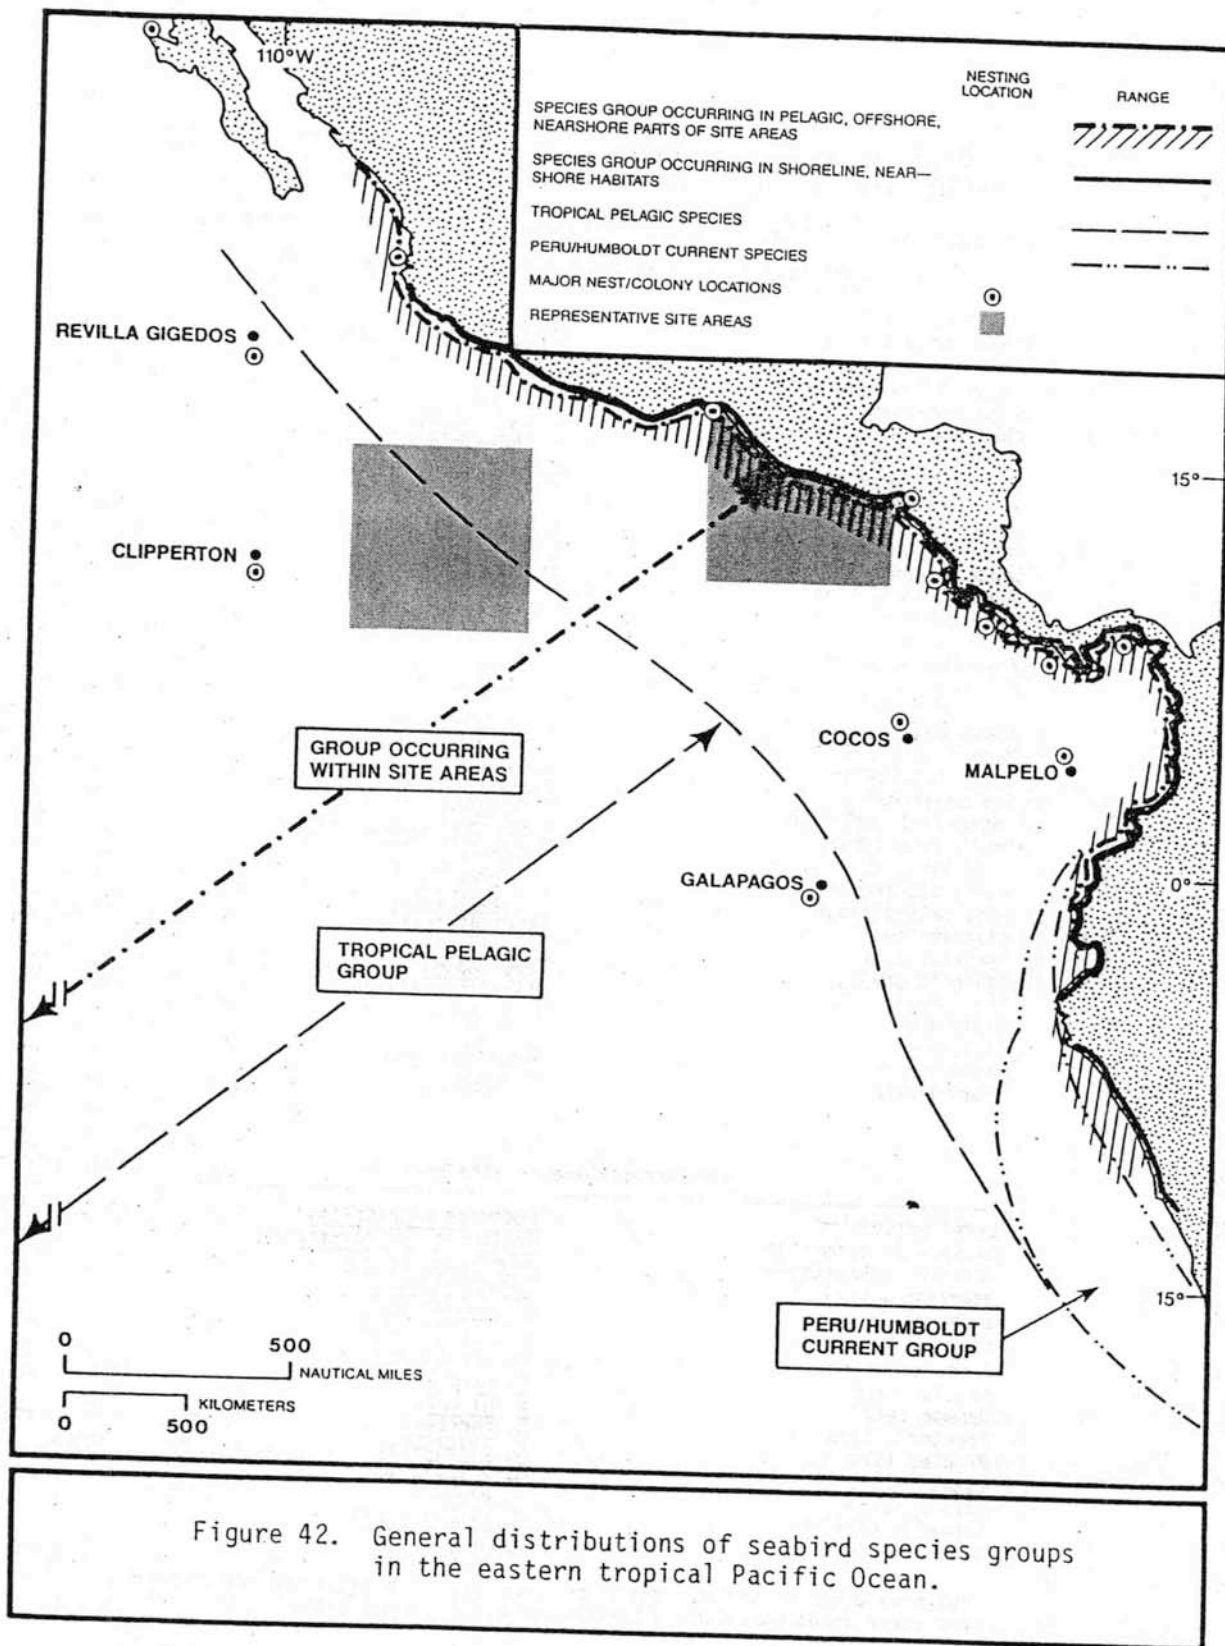 110°W
NESTING
LOCATION
RANGE
SPECIES GROUP OCCURRING IN PELAGIC, OFFSHORE,
NEARSHORE PARTS OF SITE AREAS
SPECIES GROUP OCCURRING IN SHORELINE, NEAR—
SHORE HABITATS
TROPICAL PELAGIC SPECIES
PERU/HUMBOLDT CURRENT SPECIES
MAJOR NEST/COLONY LOCATIONS
REPRESENTATIVE SITE AREAS
REVILLA GIGEDOS
15°
CLIPPERTON
COCOS
MALPELO
GROUP OCCURRING
WITHIN SITE AREAS
GALAPAGOS
0°
TROPICAL PELAGIC
GROUP
15°
PERU/HUMBOLDT
CURRENT GROUP
0 500
NAUTICAL MILES
KILOMETERS
0 500
Figure 42. General distributions of seabird species groups
in the eastern tropical Pacific Ocean.